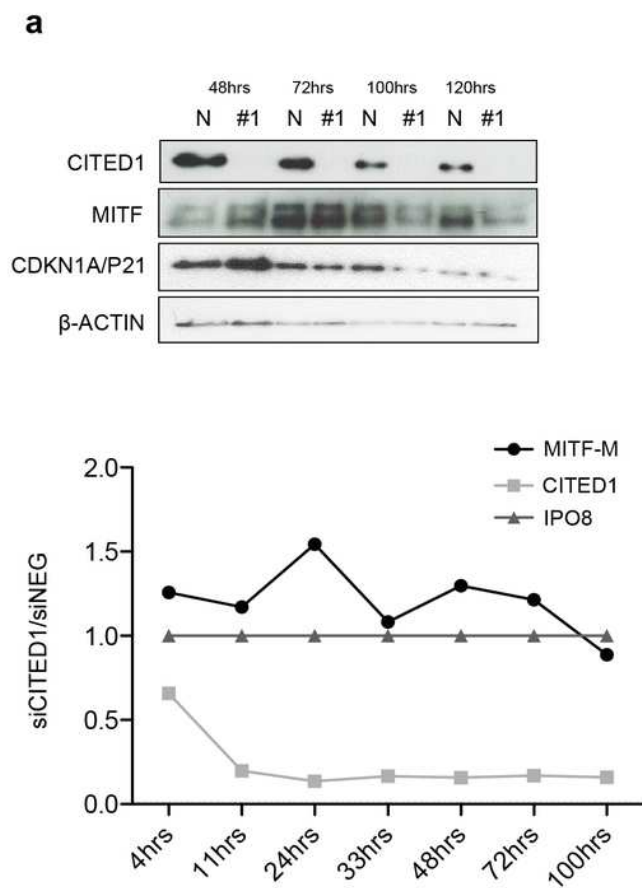 a
48hrs 72hrs 100hrs 120hrs
N #1 N #1 N #1 N #1
CITED1
MITF
CDKN1A/P21
β-ACTIN
MITF-M
CITED1
IPO8
2.0
1.5
1.0
0.5
0.0
siCITED1/siNEG
4hrs 11hrs 24hrs 33hrs 48hrs 72hrs 100hrs